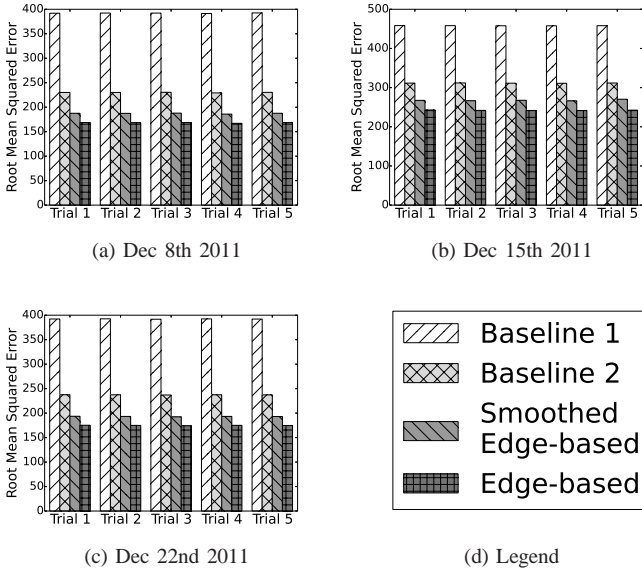 Root Mean Squared Error
400
350
300
250
200
150
100
50
0
Trial 1 Trial 2 Trial 3 Trial 4 Trial 5
(a) Dec 8th 2011
Root Mean Squared Error
500
400
300
200
100
0
Trial 1 Trial 2 Trial 3 Trial 4 Trial 5
(b) Dec 15th 2011
Root Mean Squared Error
400
350
300
250
200
150
100
50
0
Trial 1 Trial 2 Trial 3 Trial 4 Trial 5
(c) Dec 22nd 2011
Baseline 1
Baseline 2
Smoothed
Edge-based
Edge-based
(d) Legend